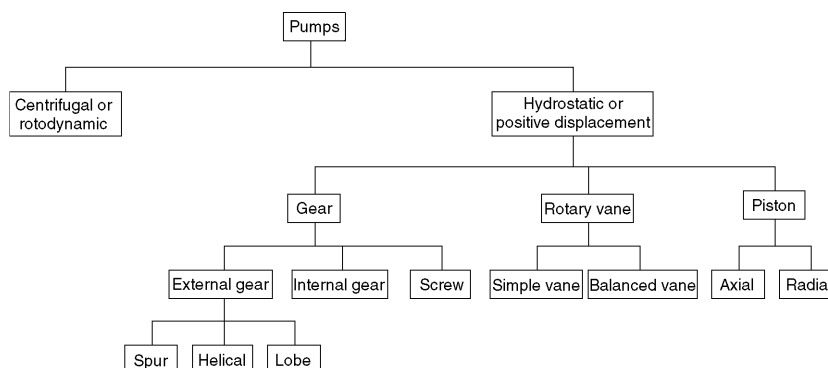 Pumps
Centrifugal or
rotodynamic
Hydrostatic or
positive displacement
Gear
Rotary vane
Piston
External gear
Internal gear
Screw
Simple vane
Balanced vane
Axial
Radia
Spur
Helical
Lobe